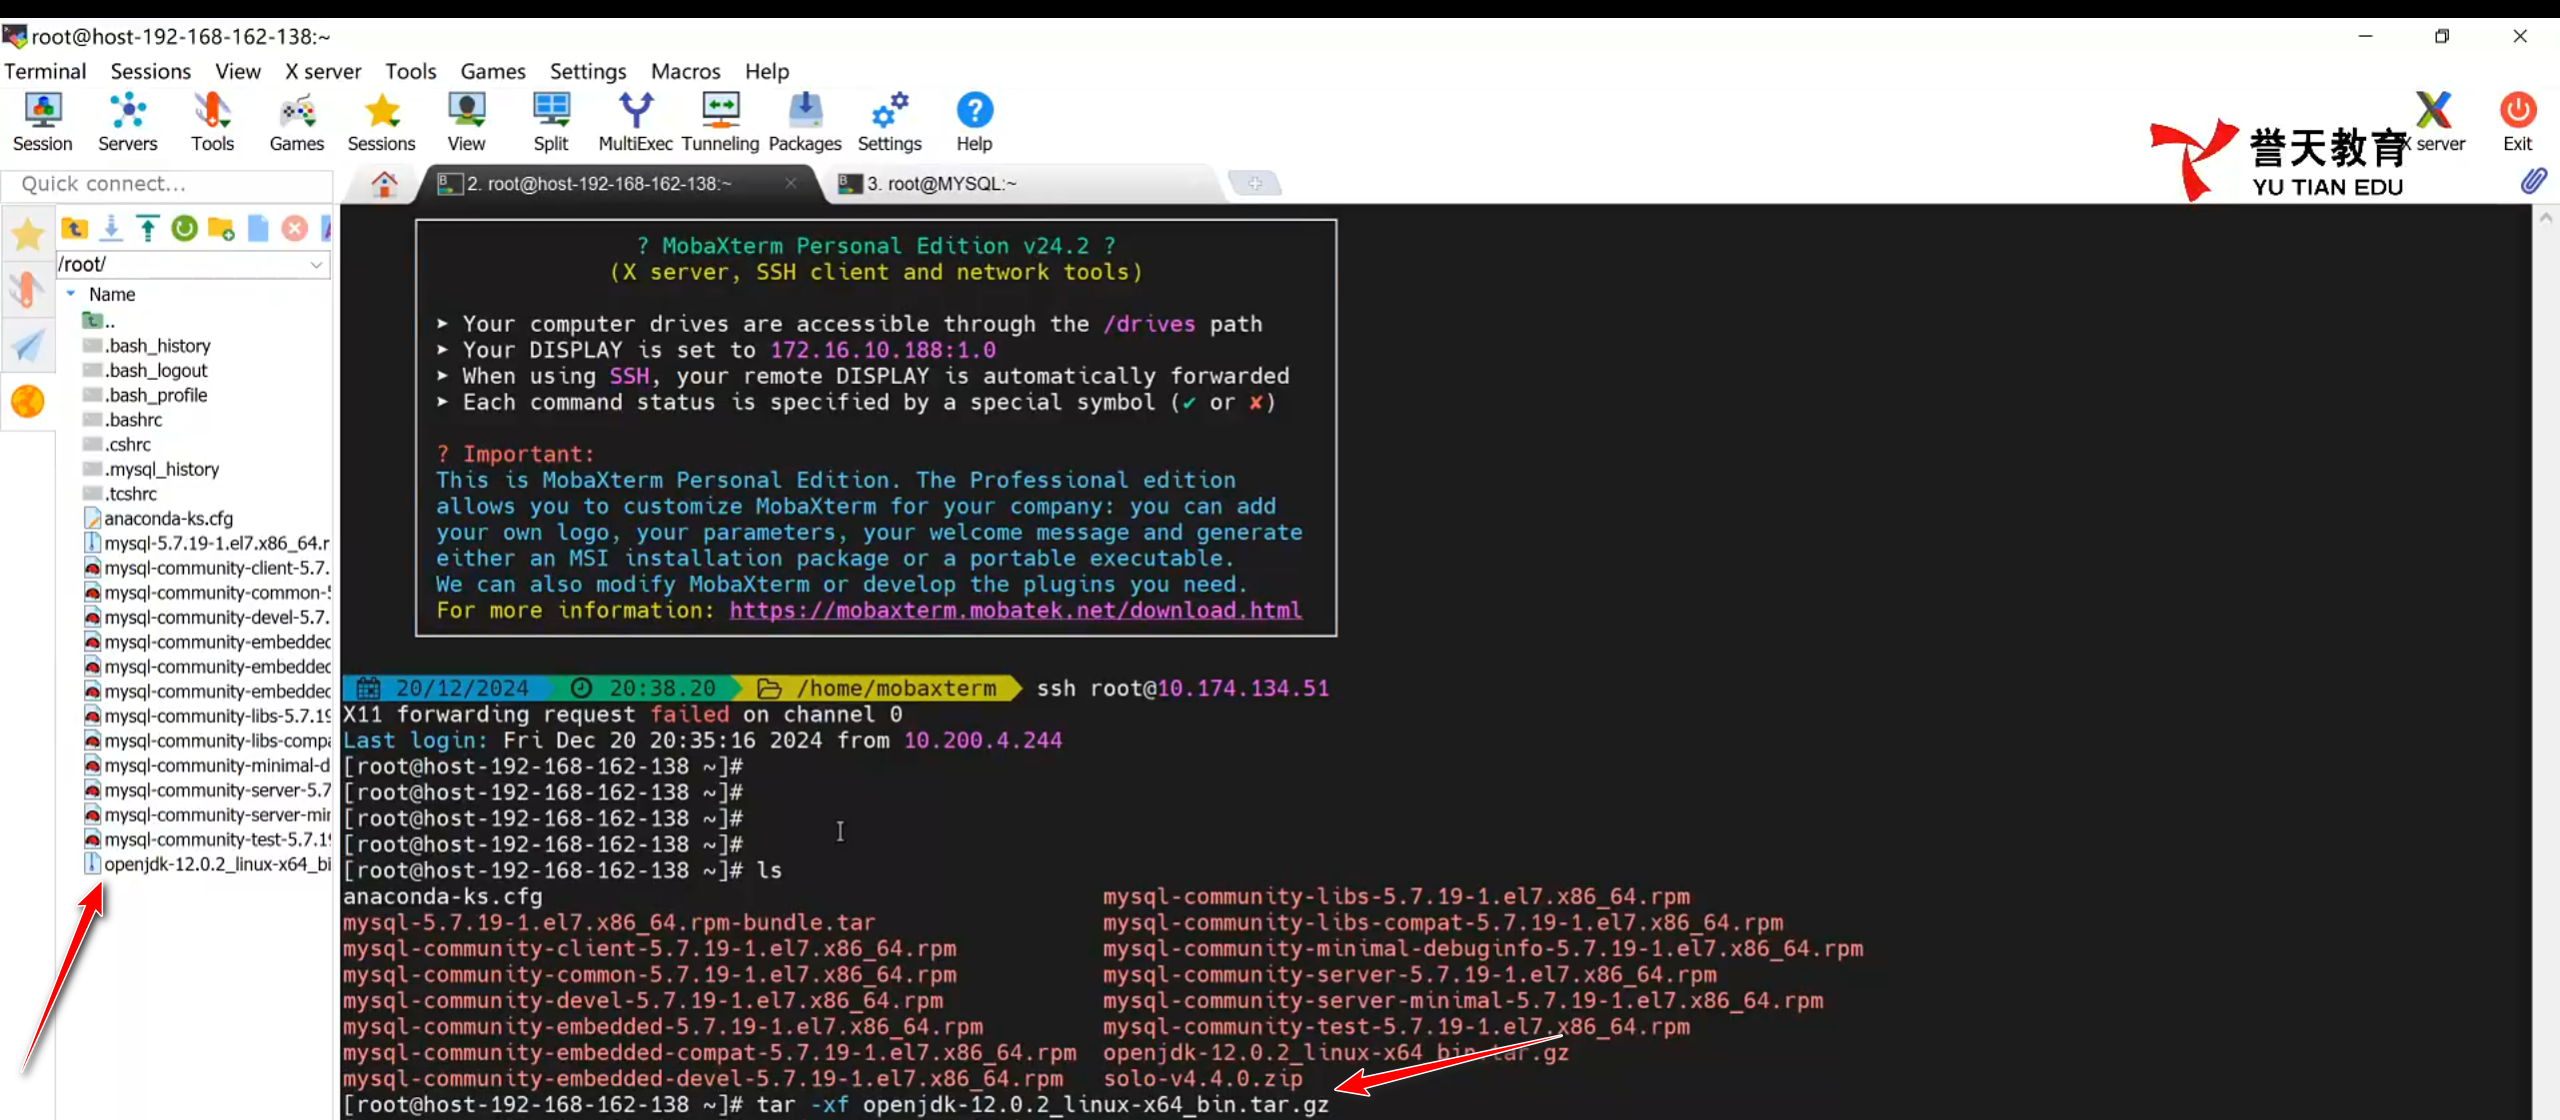 root@host-192-168-162-138:~
Terminal Sessions View X server Tools Games Settings Macros Help
Session Servers Tools Games Sessions View Split MultiExec Tunneling Packages Settings Help
X server Exit
誉天教育
YU TIAN EDU
Quick connect...
2. root@host-192-168-162-138:~
3. root@MYSQL:~
/root/
Name
..
.bash_history
.bash_logout
.bash_profile
.bashrc
.cshrc
.mysql_history
.tcshrc
anaconda-ks.cfg
mysql-5.7.19-1.el7.x86_64.r
mysql-community-client-5.7.
mysql-community-common-5
mysql-community-devel-5.7.
mysql-community-embedded
mysql-community-embedded
mysql-community-embedded
mysql-community-libs-5.7.19
mysql-community-libs-compa
mysql-community-minimal-d
mysql-community-server-5.7
mysql-community-server-min
mysql-community-test-5.7.19
openjdk-12.0.2_linux-x64_bi
? MobaXterm Personal Edition v24.2 ?
(X server, SSH client and network tools)
➤ Your computer drives are accessible through the /drives path
➤ Your DISPLAY is set to 172.16.10.188:1.0
➤ When using SSH, your remote DISPLAY is automatically forwarded
➤ Each command status is specified by a special symbol (✔ or ✘)
? Important:
This is MobaXterm Personal Edition. The Professional edition
allows you to customize MobaXterm for your company: you can add
your own logo, your parameters, your welcome message and generate
either an MSI installation package or a portable executable.
We can also modify MobaXterm or develop the plugins you need.
For more information: https://mobaxterm.mobatek.net/download.html
20/12/2024 20:38.20 /home/mobaxterm ssh root@10.174.134.51
X11 forwarding request failed on channel 0
Last login: Fri Dec 20 20:35:16 2024 from 10.200.4.244
[root@host-192-168-162-138 ~]#
[root@host-192-168-162-138 ~]#
[root@host-192-168-162-138 ~]#
[root@host-192-168-162-138 ~]#
[root@host-192-168-162-138 ~]# ls
anaconda-ks.cfg mysql-community-libs-5.7.19-1.el7.x86_64.rpm
mysql-5.7.19-1.el7.x86_64.rpm-bundle.tar mysql-community-libs-compat-5.7.19-1.el7.x86_64.rpm
mysql-community-client-5.7.19-1.el7.x86_64.rpm mysql-community-minimal-debuginfo-5.7.19-1.el7.x86_64.rpm
mysql-community-common-5.7.19-1.el7.x86_64.rpm mysql-community-server-5.7.19-1.el7.x86_64.rpm
mysql-community-devel-5.7.19-1.el7.x86_64.rpm mysql-community-server-minimal-5.7.19-1.el7.x86_64.rpm
mysql-community-embedded-5.7.19-1.el7.x86_64.rpm mysql-community-test-5.7.19-1.el7.x86_64.rpm
mysql-community-embedded-compat-5.7.19-1.el7.x86_64.rpm openjdk-12.0.2_linux-x64_bin.tar.gz
mysql-community-embedded-devel-5.7.19-1.el7.x86_64.rpm solo-v4.4.0.zip
[root@host-192-168-162-138 ~]# tar -xf openjdk-12.0.2_linux-x64_bin.tar.gz